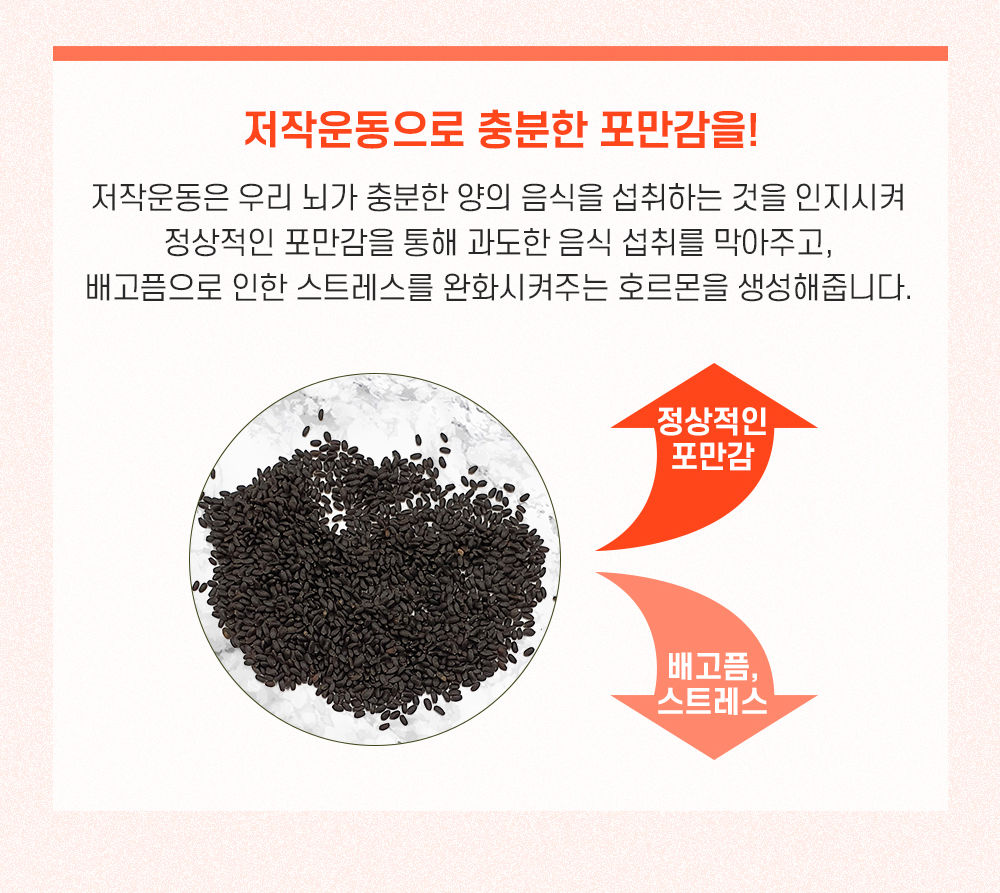 저작운동으로 충분한 포만감을!
저작운동은 우리 뇌가 충분한 양의 음식을 섭취하는 것을 인지시켜
정상적인 포만감을 통해 과도한 음식 섭취를 막아주고,
배고픔으로 인한 스트레스를 완화시켜주는 호르몬을 생성해줍니다.
정상적인
포만감
배고픔,
스트레스